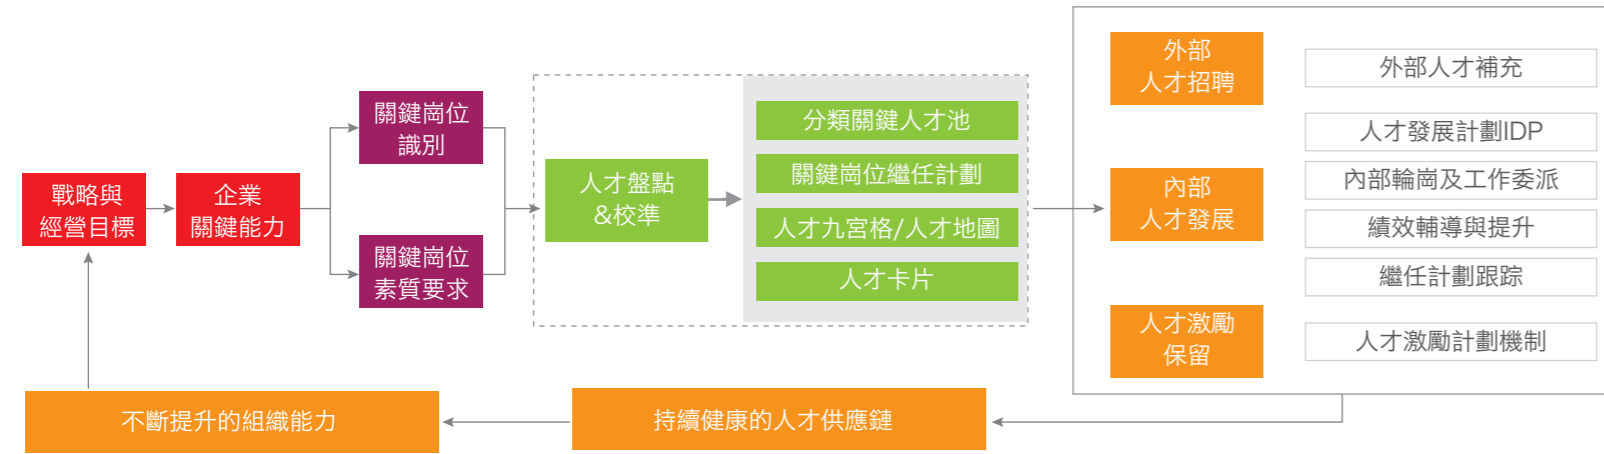 戰略與
經營目標
企業
關鍵能力
關鍵崗位
識別
關鍵崗位
素質要求
人才盤點
&校準
分類關鍵人才池
關鍵崗位繼任計劃
人才九宮格/人才地圖
人才卡片
外部
人才招聘
外部人才補充
內部
人才發展
人才發展計劃IDP
內部輪崗及工作委派
績效輔導與提升
繼任計劃跟踪
人才激勵
保留
人才激勵計劃機制
持續健康的人才供應鏈
不斷提升的組織能力